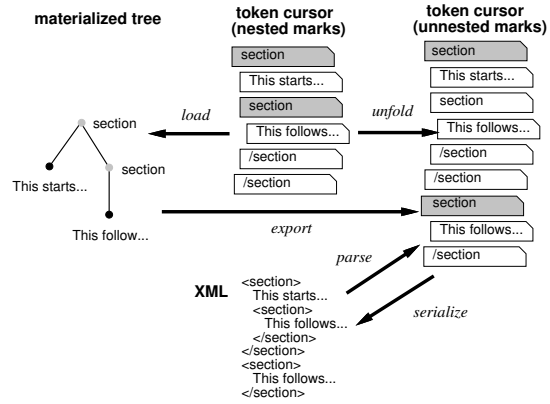 materialized tree
section
section
This starts...
This follow...
load
token cursor
(nested marks)
section
This starts...
section
This follows...
/section
/section
unfold
export
token cursor
(unnested marks)
section
This starts...
section
This follows...
/section
/section
section
This follows...
/section
parse
serialize
XML
<section>
This starts...
<section>
This follows...
</section>
</section>
<section>
This follows...
</section>